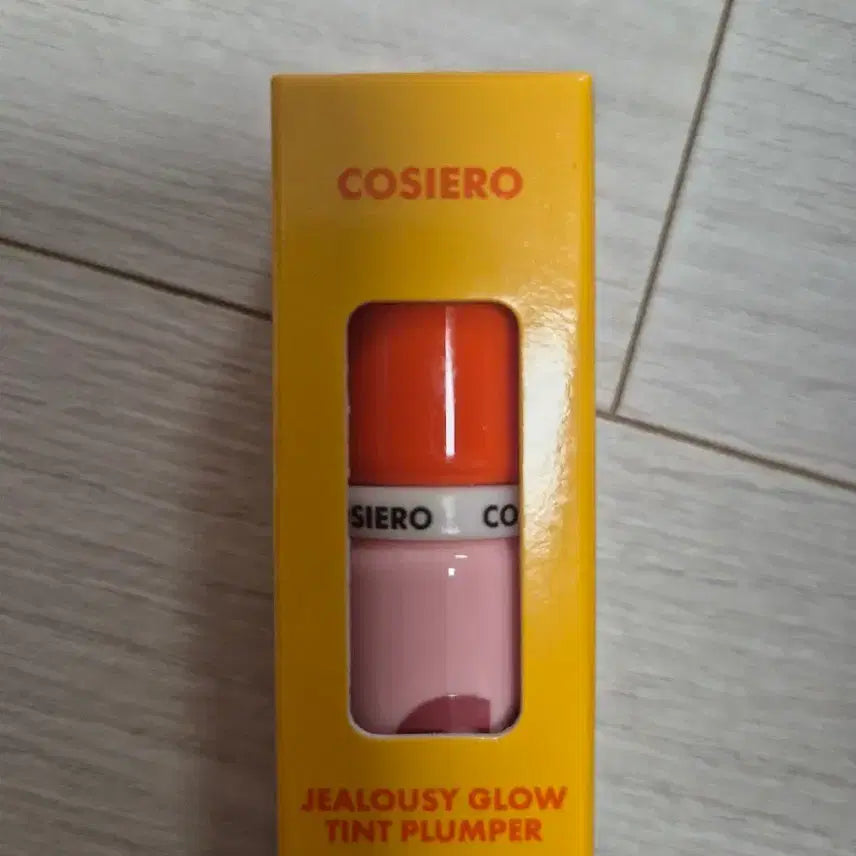 COSIERO
SIERO CO
JEALOUSY GLOW
TINT PLUMPER